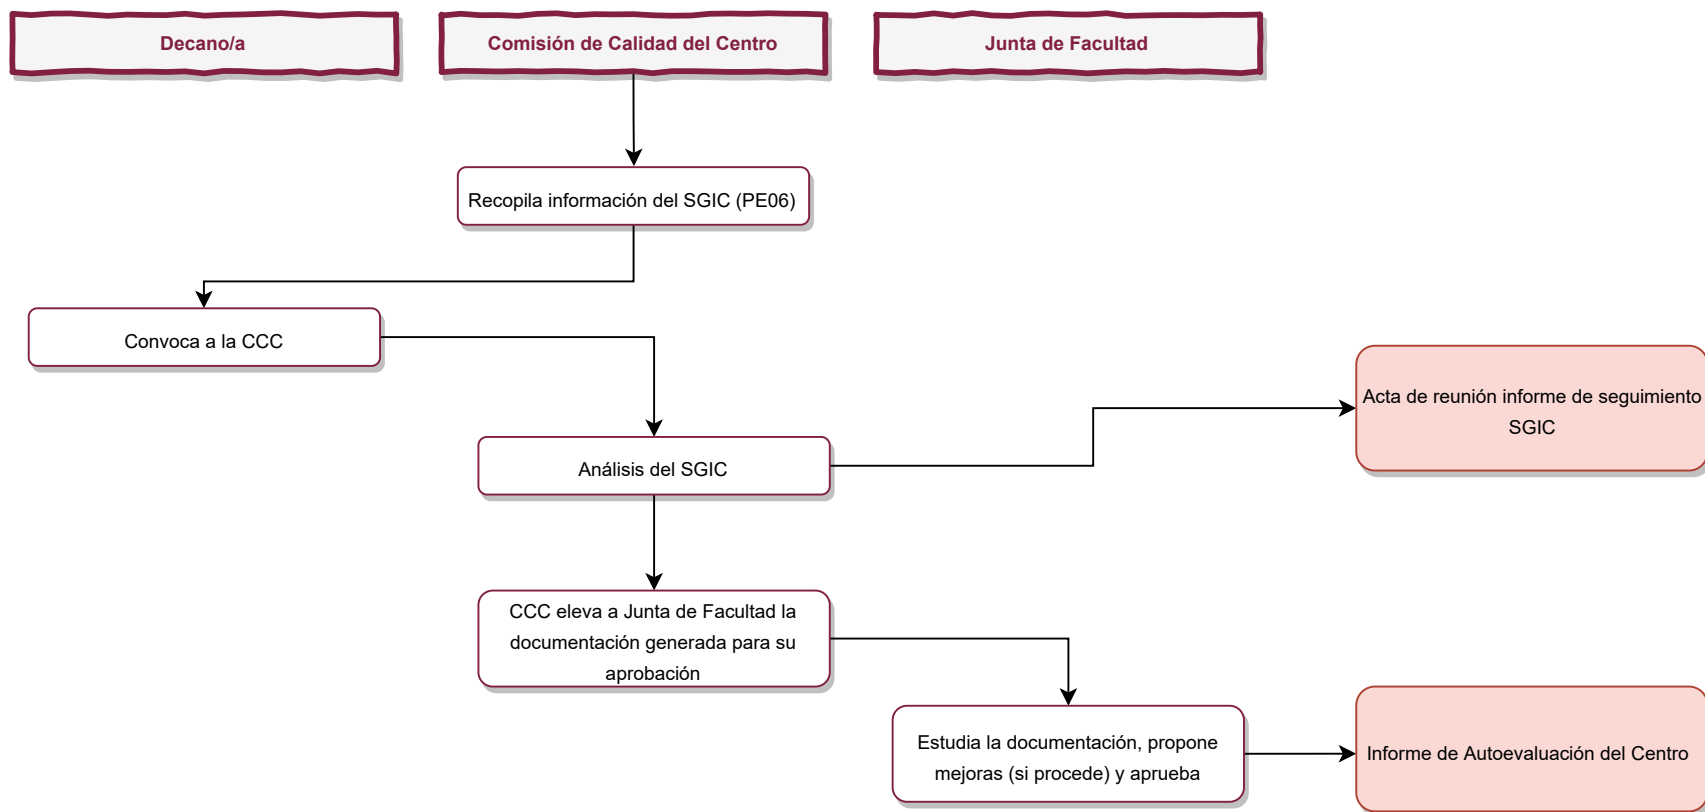 Decano/a
Comisión de Calidad del Centro
Junta de Facultad
Recopila información del SGIC (PE06)
Convoca a la CCC
Acta de reunión informe de seguimiento
SGIC
Análisis del SGIC
CCC eleva a Junta de Facultad la
documentación generada para su
aprobación
Estudia la documentación, propone
mejoras (si procede) y aprueba
Informe de Autoevaluación del Centro